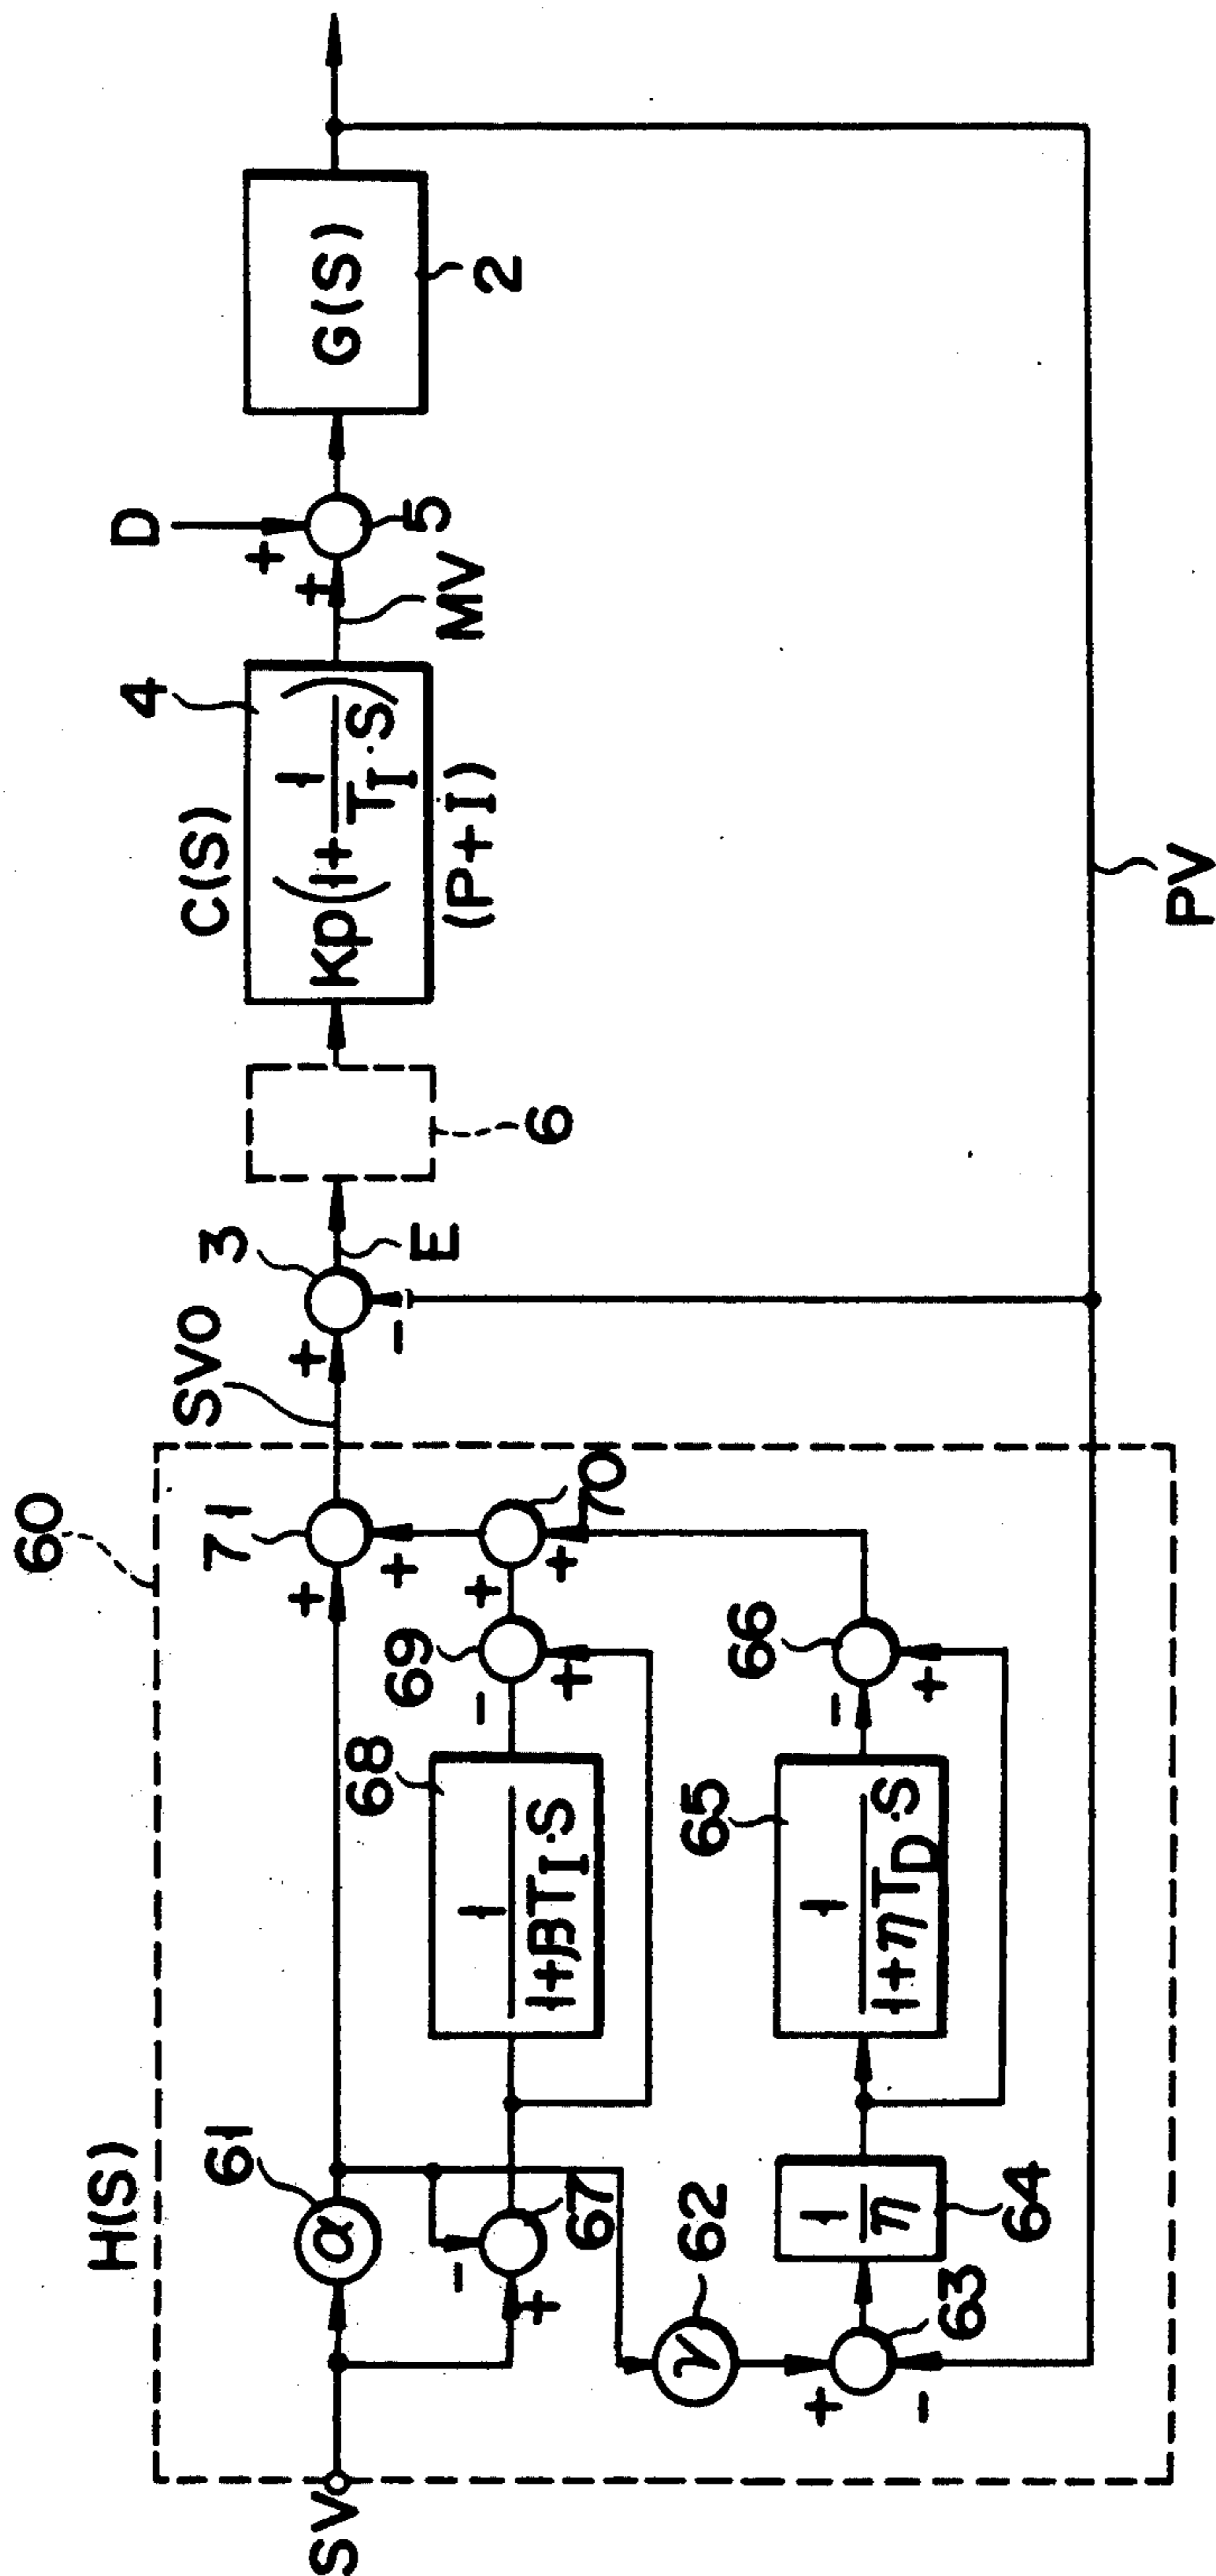 H(S)
60
SV
61
α
71
SVO
3
E
6
C(S)
4
Kp(1+ 1/T_I·S)
(P+I)
MV
D
+
+
5
G(S)
2
+
-
+
+
-
+
67
68
1/1+βT_I·S
69
-
+
+
+
70
62
γ
+
-
63
1/η
64
65
1/1+ηT_D·S
66
-
+
PV